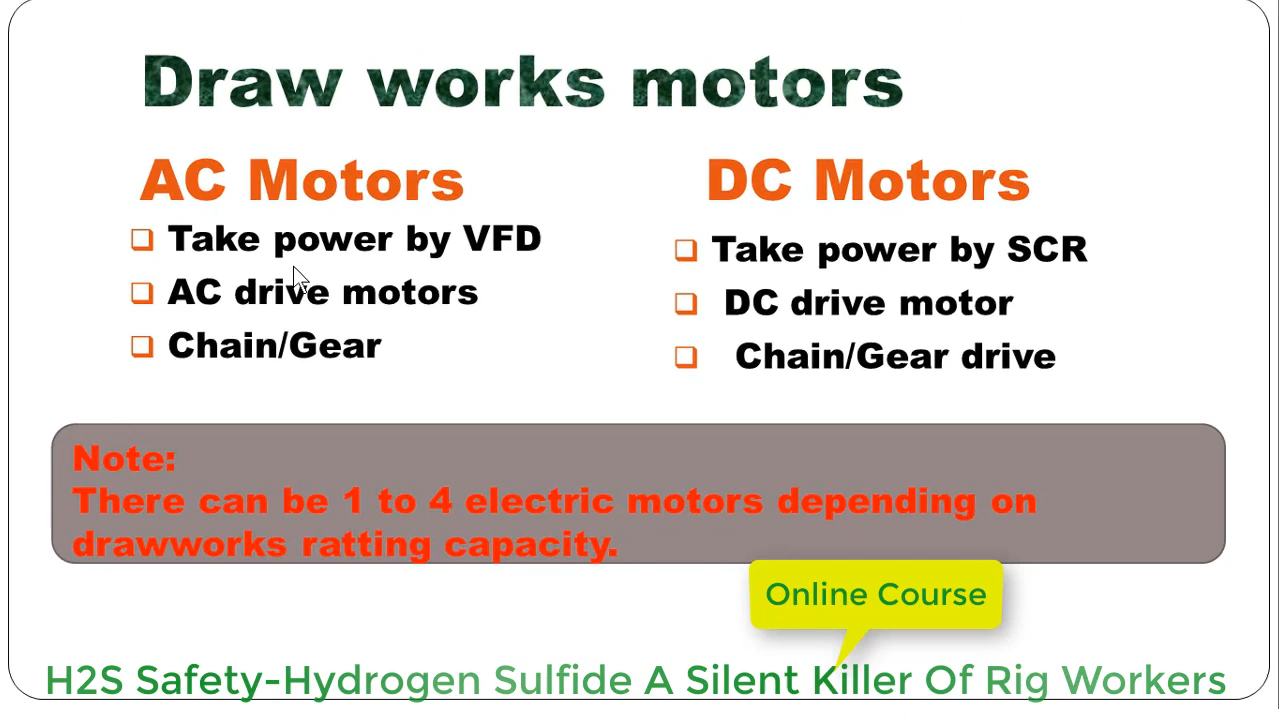 Draw works motors
AC Motors
Take power by VFD
AC drive motors
Chain/Gear
DC Motors
Take power by SCR
DC drive motor
Chain/Gear drive
Note:
There can be 1 to 4 electric motors depending on
drawworks ratting capacity.
Online Course
H2S Safety-Hydrogen Sulfide A Silent Killer Of Rig Workers